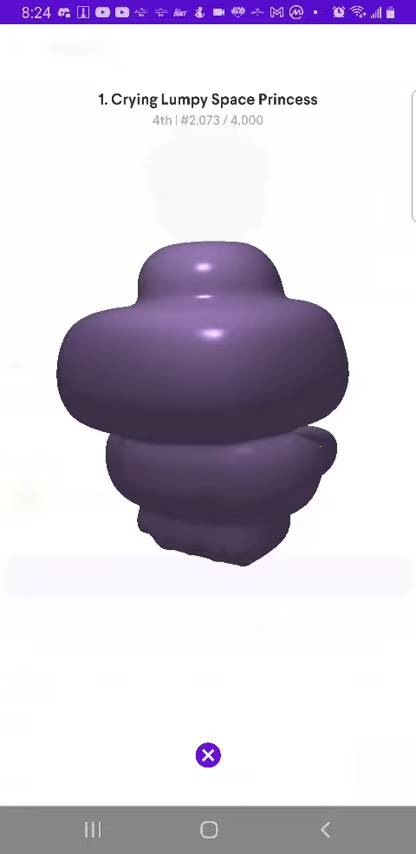 8:24
1. Crying Lumpy Space Princess
4th | #2,073 / 4,000